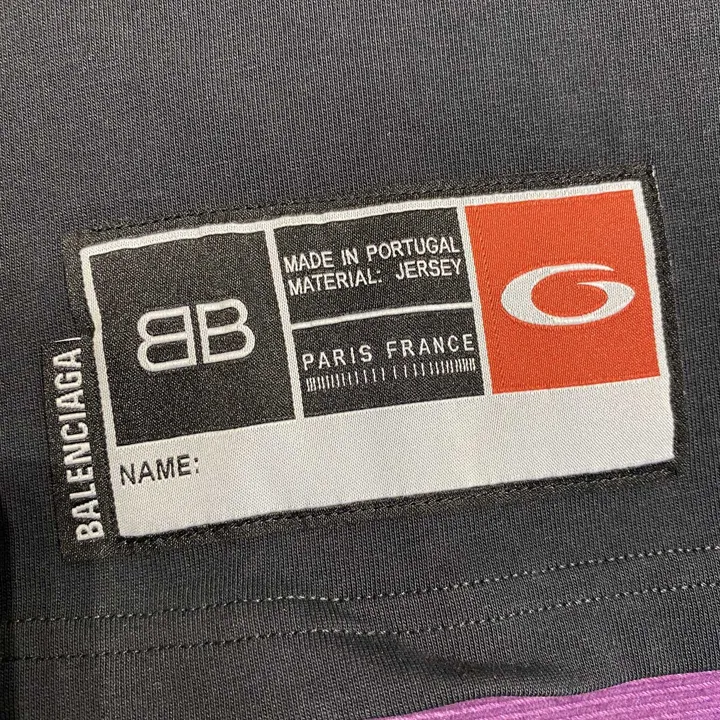 BALENCIAGA
BB
MADE IN PORTUGAL
MATERIAL: JERSEY
PARIS FRANCE
G
NAME: